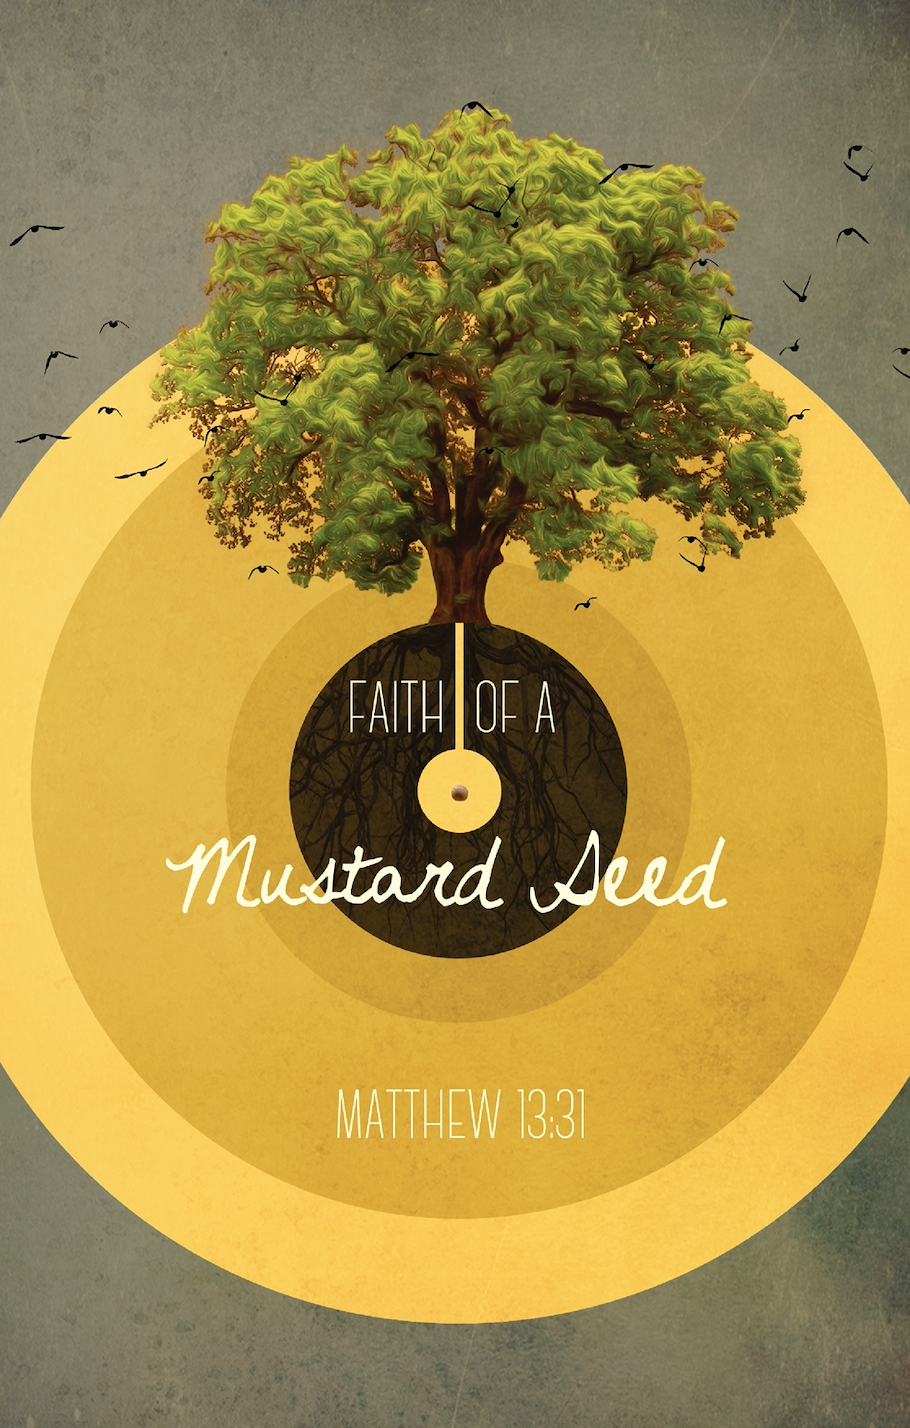 FAITH OF A
Mustard Seed
MATTHEW 13:31